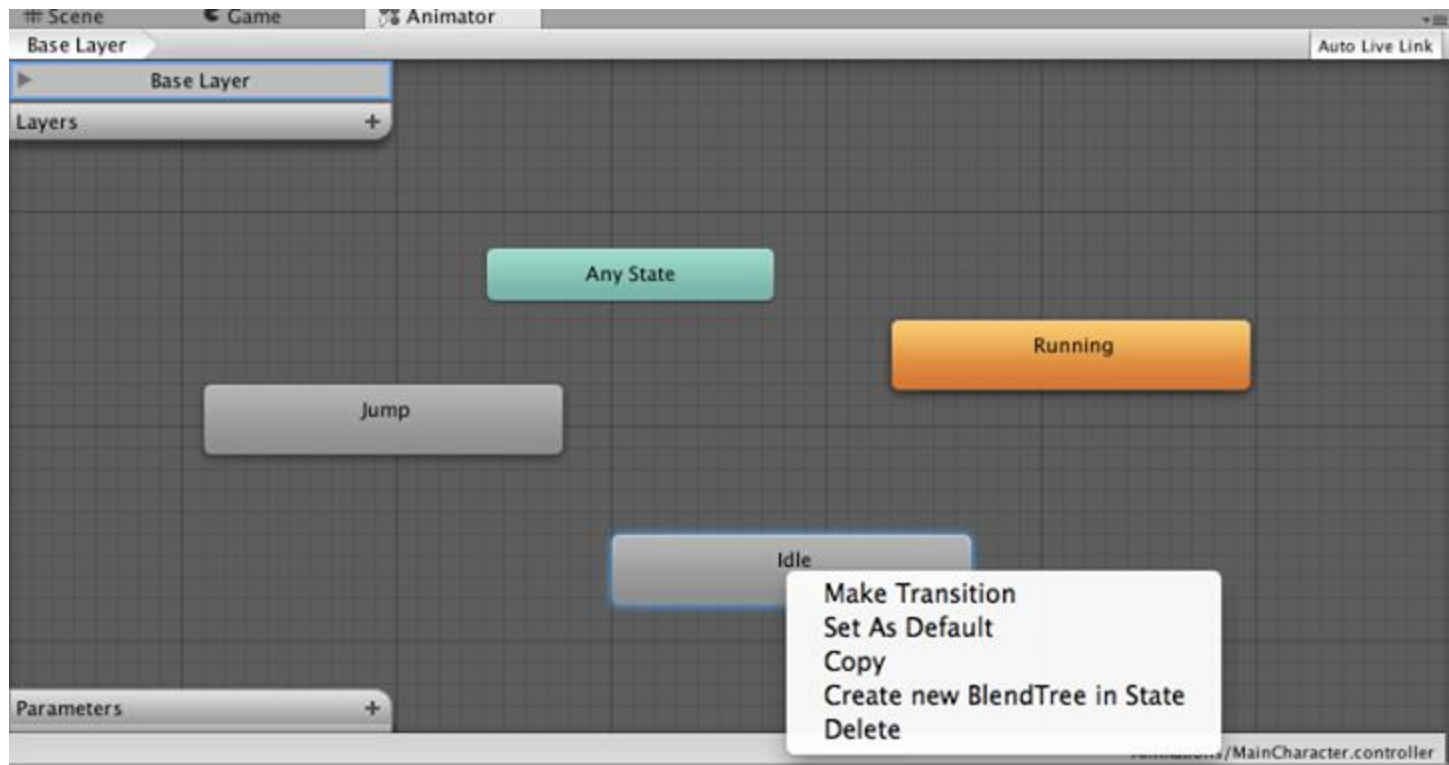 Scene Game Animator
Base Layer Auto Live Link
Base Layer
Layers +
Any State
Running
Jump
Idle
Make Transition
Set As Default
Copy
Create new BlendTree in State
Delete
Parameters +
/MainCharacter.controller